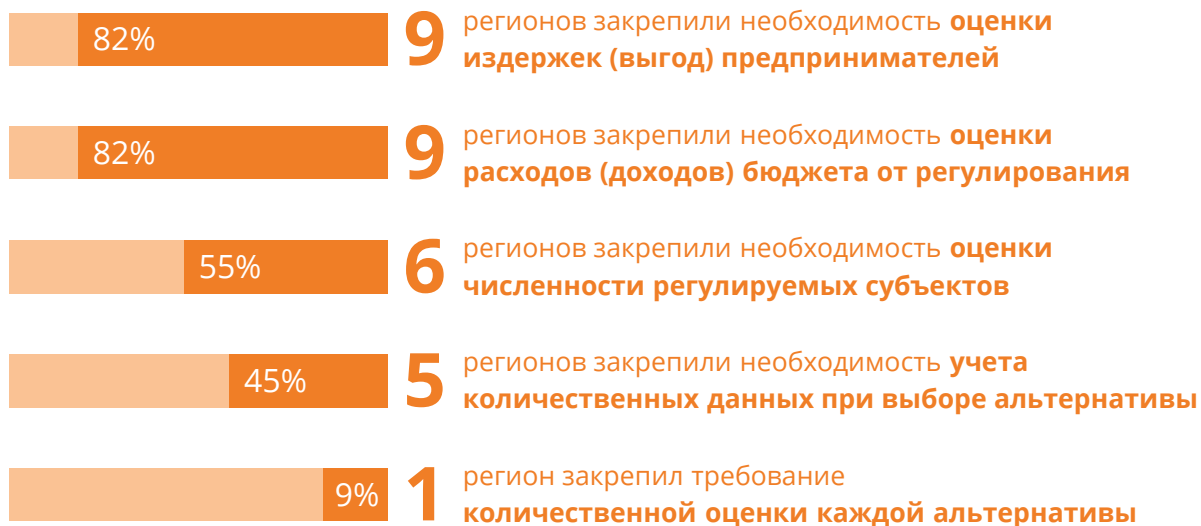 82%
9
регионов закрепили необходимость оценки
издержек (выгод) предпринимателей
82%
9
регионов закрепили необходимость оценки
расходов (доходов) бюджета от регулирования
55%
6
регионов закрепили необходимость оценки
численности регулируемых субъектов
45%
5
регионов закрепили необходимость учета
количественных данных при выборе альтернативы
9%
1
регион закрепил требование
количественной оценки каждой альтернативы